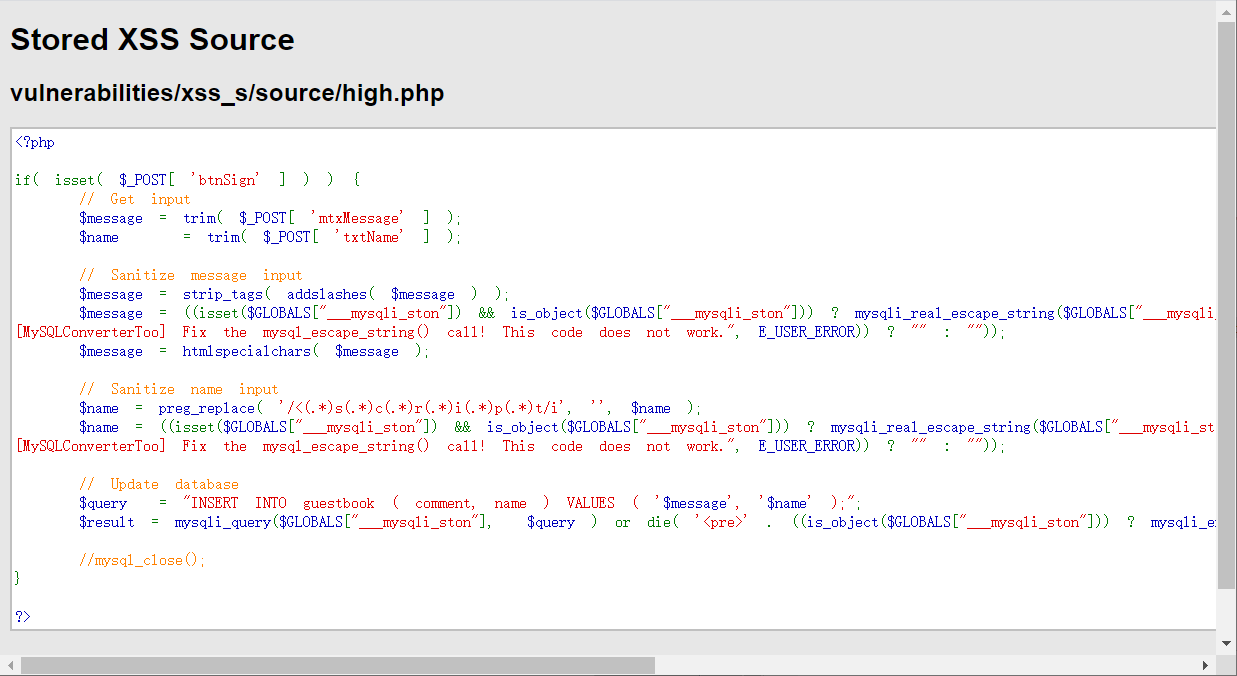 Stored XSS Source
vulnerabilities/xss_s/source/high.php
<?php
if( isset( $_POST[ 'btnSign' ] ) ) {
// Get input
$message = trim( $_POST[ 'mtxMessage' ] );
$name = trim( $_POST[ 'txtName' ] );
// Sanitize message input
$message = strip_tags( addslashes( $message ) );
$message = ((isset($GLOBALS["___mysqli_ston"]) && is_object($GLOBALS["___mysqli_ston"])) ? mysqli_real_escape_string($GLOBALS["___mysqli_
[MySQLConverterToo] Fix the mysql_escape_string() call! This code does not work.", E_USER_ERROR)) ? "" : ""));
$message = htmlspecialchars( $message );
// Sanitize name input
$name = preg_replace( '/<(.*)s(.*)c(.*)r(.*)i(.*)p(.*)t/i', '', $name );
$name = ((isset($GLOBALS["___mysqli_ston"]) && is_object($GLOBALS["___mysqli_ston"])) ? mysqli_real_escape_string($GLOBALS["___mysqli_st
[MySQLConverterToo] Fix the mysql_escape_string() call! This code does not work.", E_USER_ERROR)) ? "" : ""));
// Update database
$query = "INSERT INTO guestbook ( comment, name ) VALUES ( '$message', '$name' );";
$result = mysqli_query($GLOBALS["___mysqli_ston"], $query ) or die( '<pre>' . ((is_object($GLOBALS["___mysqli_ston"])) ? mysqli_e
//mysql_close();
}
?>